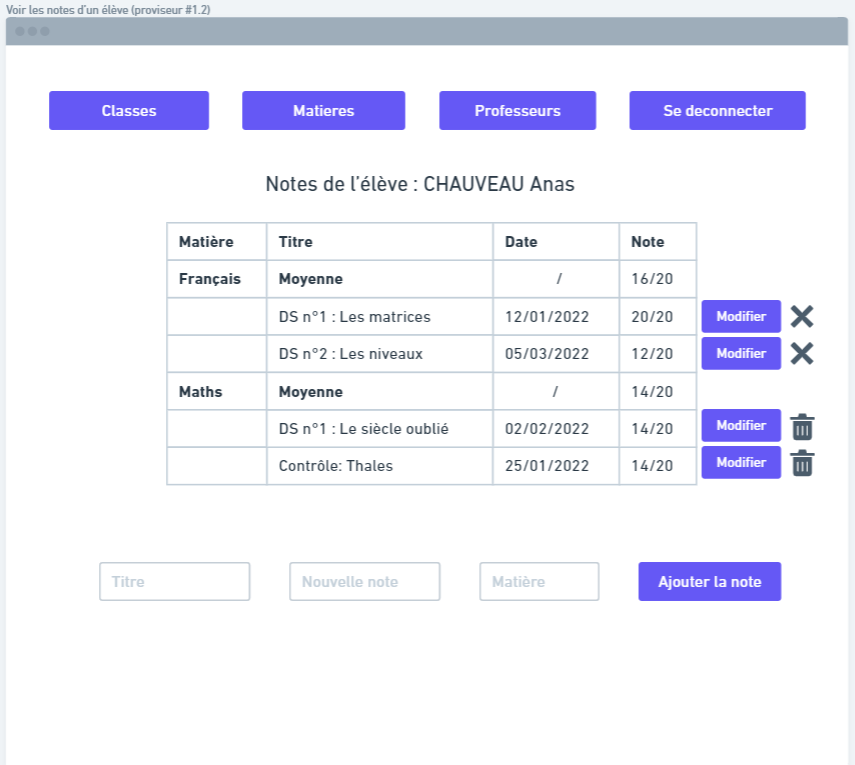 Voir les notes d'un élève (proviseur #1.2)
Classes Matieres Professeurs Se deconnecter
Notes de l'élève : CHAUVEAU Anas
Matière Titre Date Note
Français Moyenne / 16/20
DS n°1 : Les matrices 12/01/2022 20/20 Modifier
DS n°2 : Les niveaux 05/03/2022 12/20 Modifier
Maths Moyenne / 14/20
DS n°1 : Le siècle oublié 02/02/2022 14/20 Modifier
Contrôle: Thales 25/01/2022 14/20 Modifier
Titre Nouvelle note Matière Ajouter la note